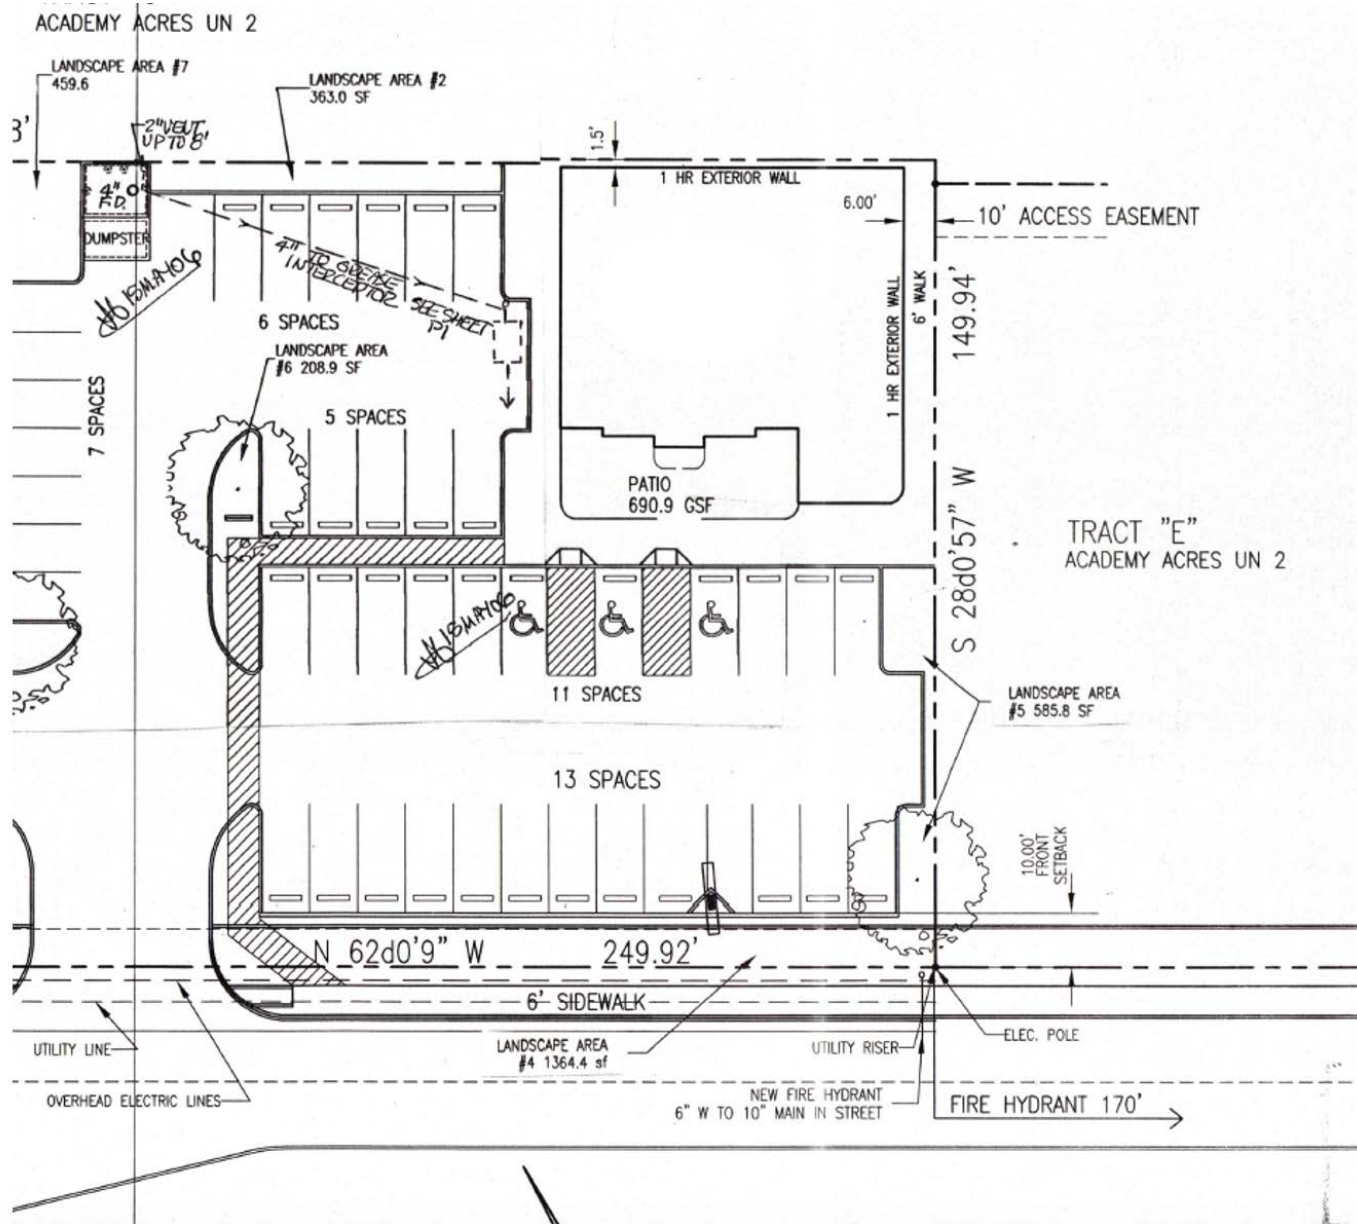 ACADEMY ACRES UN 2
LANDSCAPE AREA #7
459.6
LANDSCAPE AREA #2
363.0 SF
2" VENT
UP TO 8'
1.5'
1 HR EXTERIOR WALL
4"
F.D.
6.00'
10' ACCESS EASEMENT
DUMPSTER
4" TO GREASE
INTERCEPTOR SEE SHEET
P1
18MAY06
1 HR EXTERIOR WALL
6' WALK
149.94'
6 SPACES
LANDSCAPE AREA
#6 208.9 SF
7 SPACES
5 SPACES
PATIO
690.9 GSF
S 28d0'57" W
TRACT "E"
ACADEMY ACRES UN 2
18MAY06
11 SPACES
LANDSCAPE AREA
#5 585.8 SF
13 SPACES
10.00'
FRONT
SETBACK
N 62d0'9" W 249.92'
6' SIDEWALK
UTILITY LINE
LANDSCAPE AREA
#4 1364.4 sf
UTILITY RISER
ELEC. POLE
OVERHEAD ELECTRIC LINES
NEW FIRE HYDRANT
6" W TO 10" MAIN IN STREET
FIRE HYDRANT 170'